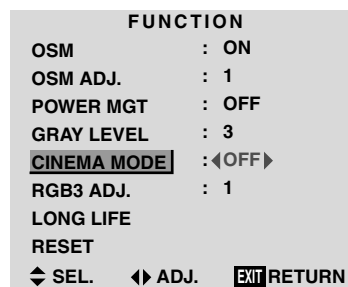 FUNCTION
OSM : ON
OSM ADJ. : 1
POWER MGT : OFF
GRAY LEVEL : 3
CINEMA MODE : OFF
RGB3 ADJ. : 1
LONG LIFE
RESET
SEL. ADJ. EXIT RETURN